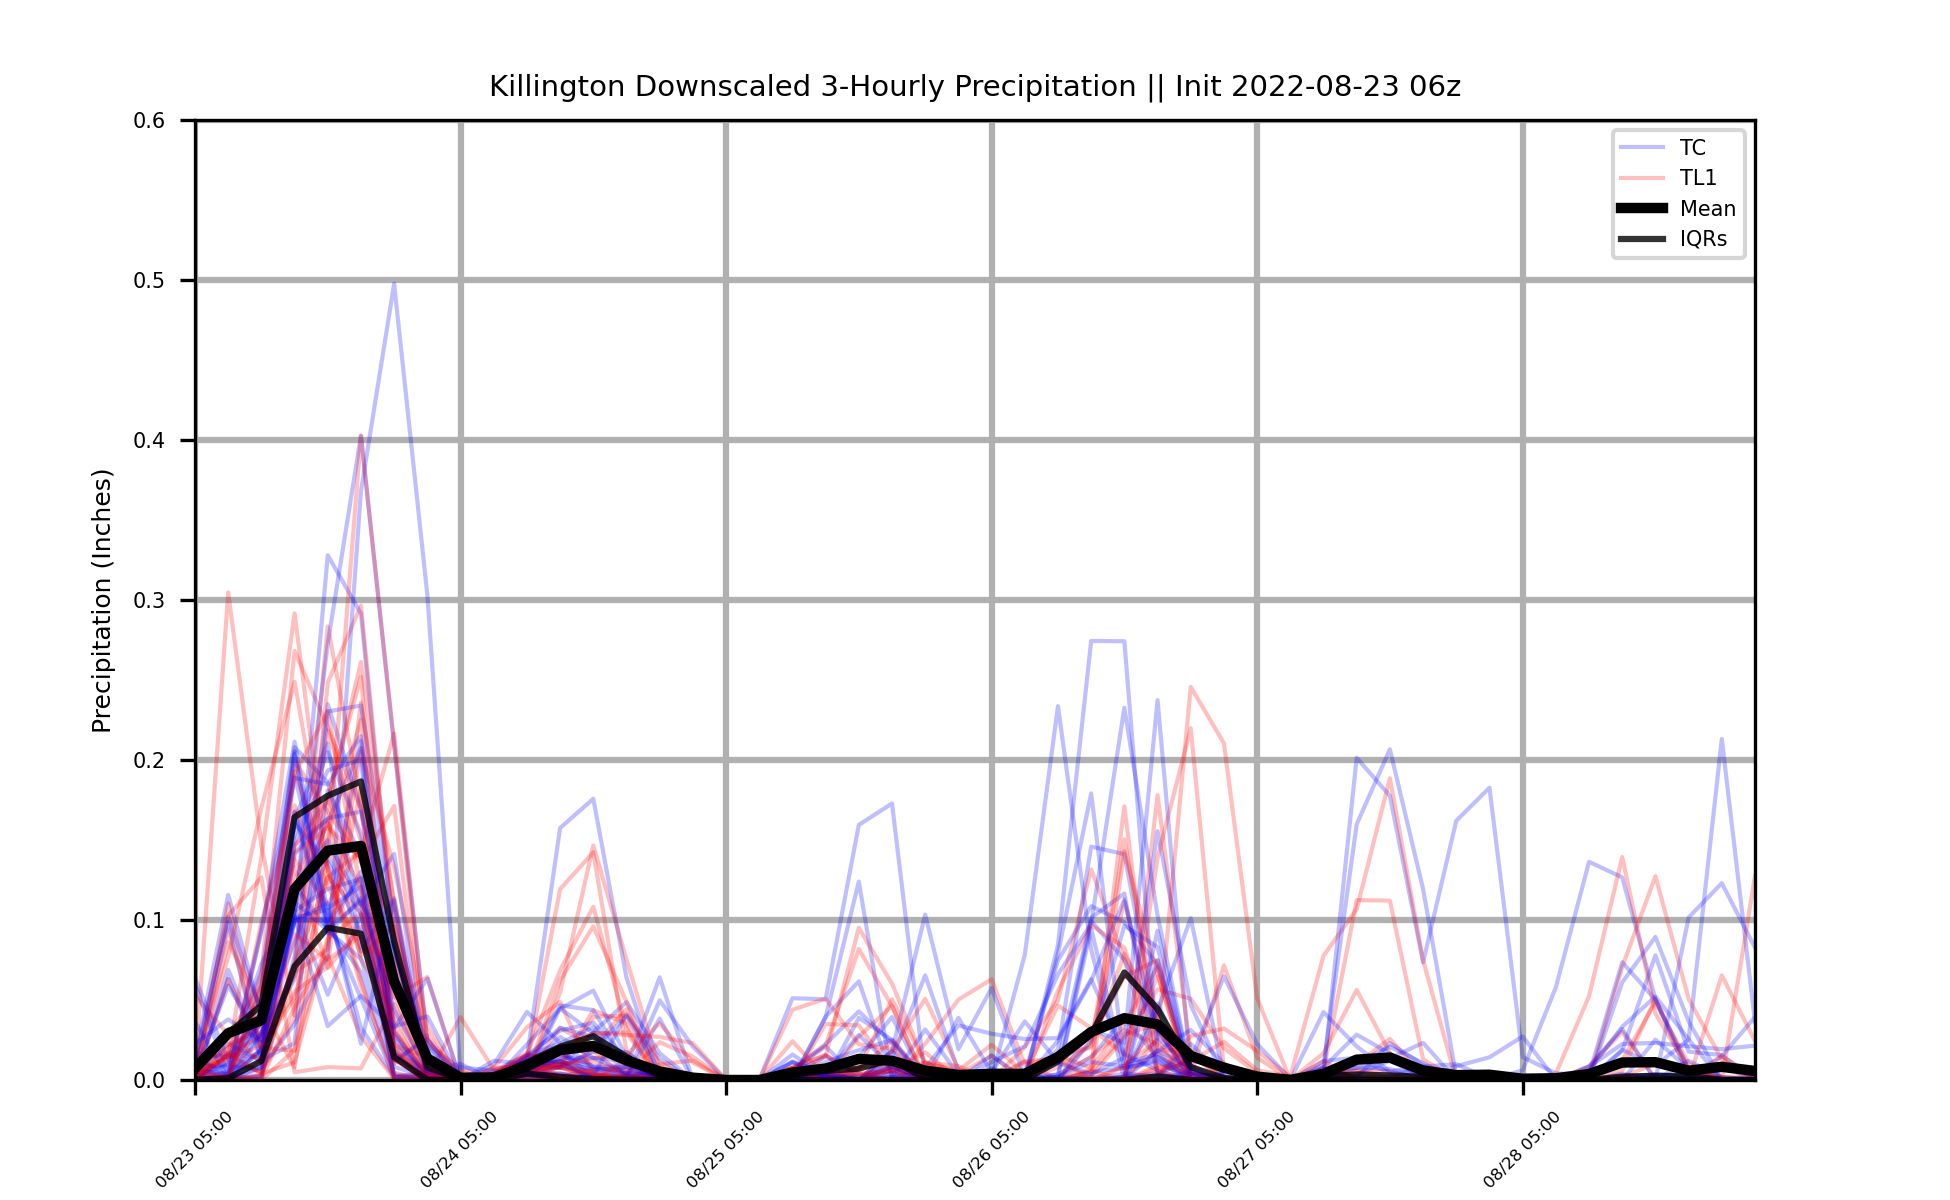 Killington Downscaled 3-Hourly Precipitation || Init 2022-08-23 06z
TC
TL1
Mean
IQRs
Precipitation (Inches)
0.6
0.5
0.4
0.3
0.2
0.1
0.0
08/23 05:00
08/24 05:00
08/25 05:00
08/26 05:00
08/27 05:00
08/28 05:00